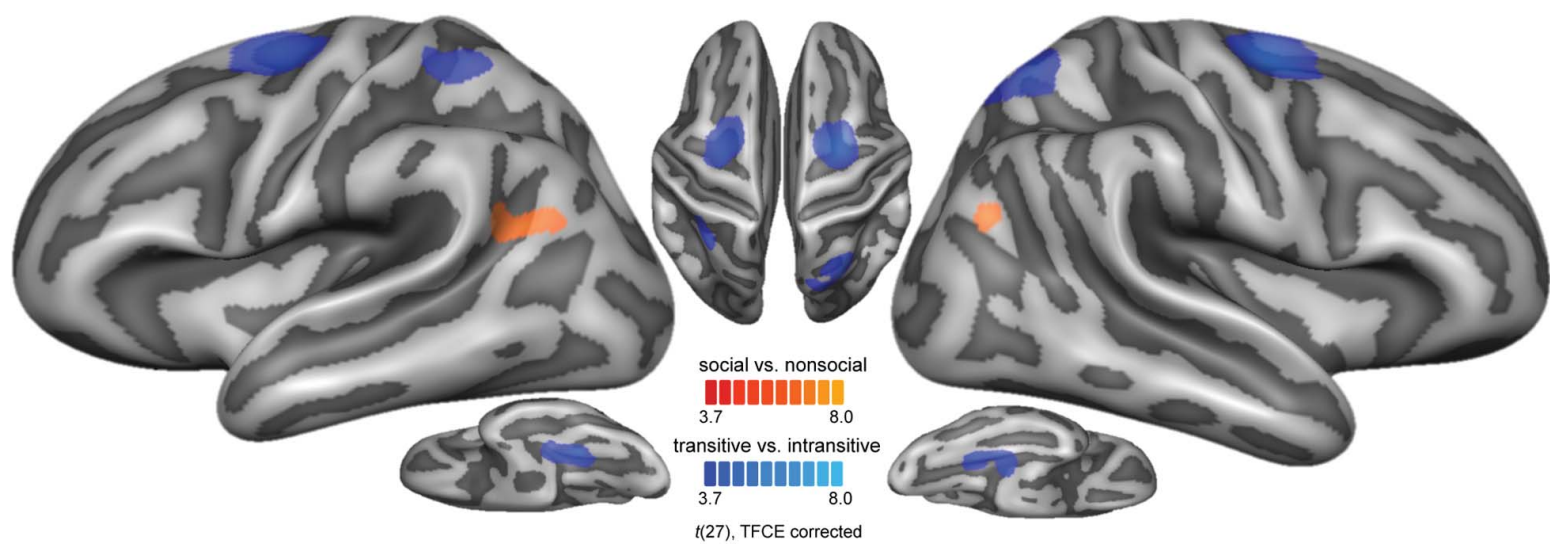 social vs. nonsocial
3.7 8.0
transitive vs. intransitive
3.7 8.0
t(27), TFCE corrected